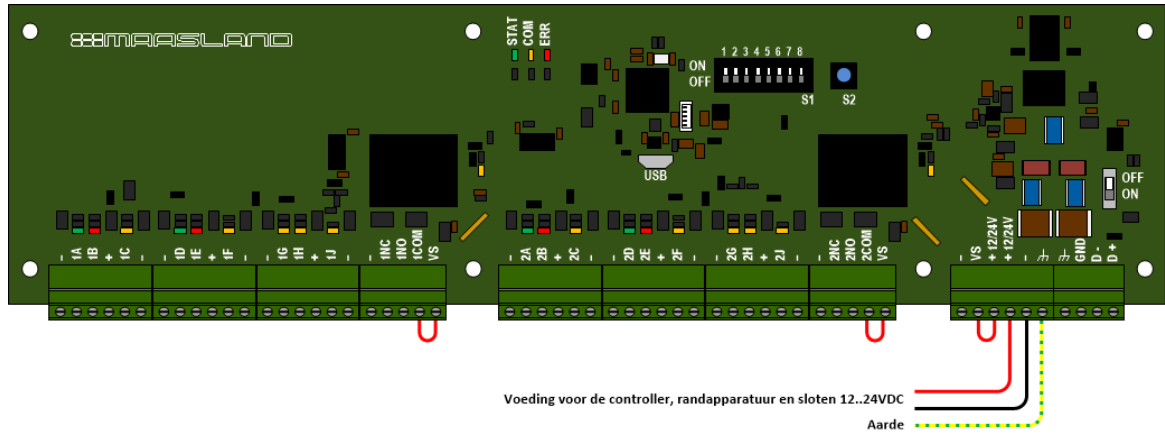 MAASLAND
STAT COM ERR
1 2 3 4 5 6 7 8
ON
OFF
S1 S2
USB
OFF
ON
- 1A 1B + 1C - - 1D 1E + 1F - - 1G 1H + 1J - - 1NC 1NO 1COM VS
- 2A 2B + 2C - - 2D 2E + 2F - - 2G 2H + 2J - - 2NC 2NO 2COM VS
- VS +12/24V +12/24V - GND D- D+
Voeding voor de controller, randapparatuur en sloten 12..24VDC
Aarde